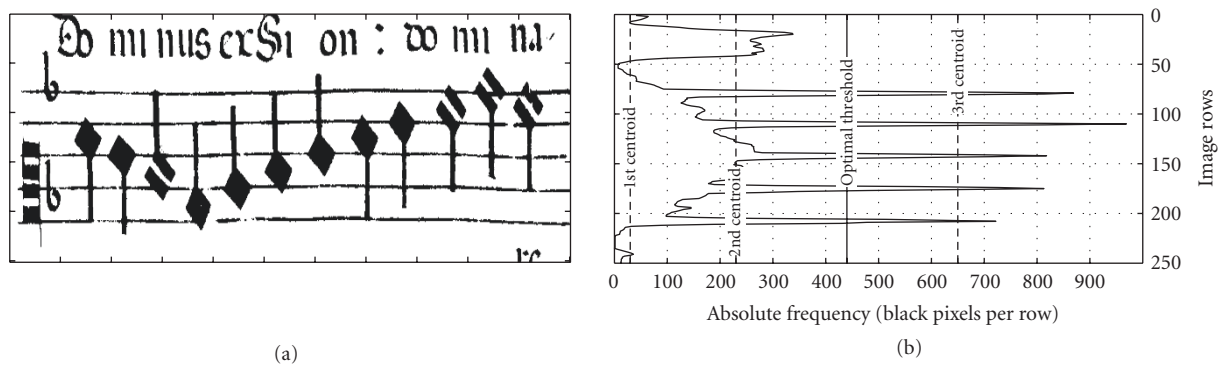 Do mi nus ex Si on : do mi na
re
(a)
0
50
100
150
200
250
Image rows
1st centroid
2nd centroid
Optimal threshold
3rd centroid
0 100 200 300 400 500 600 700 800 900
Absolute frequency (black pixels per row)
(b)